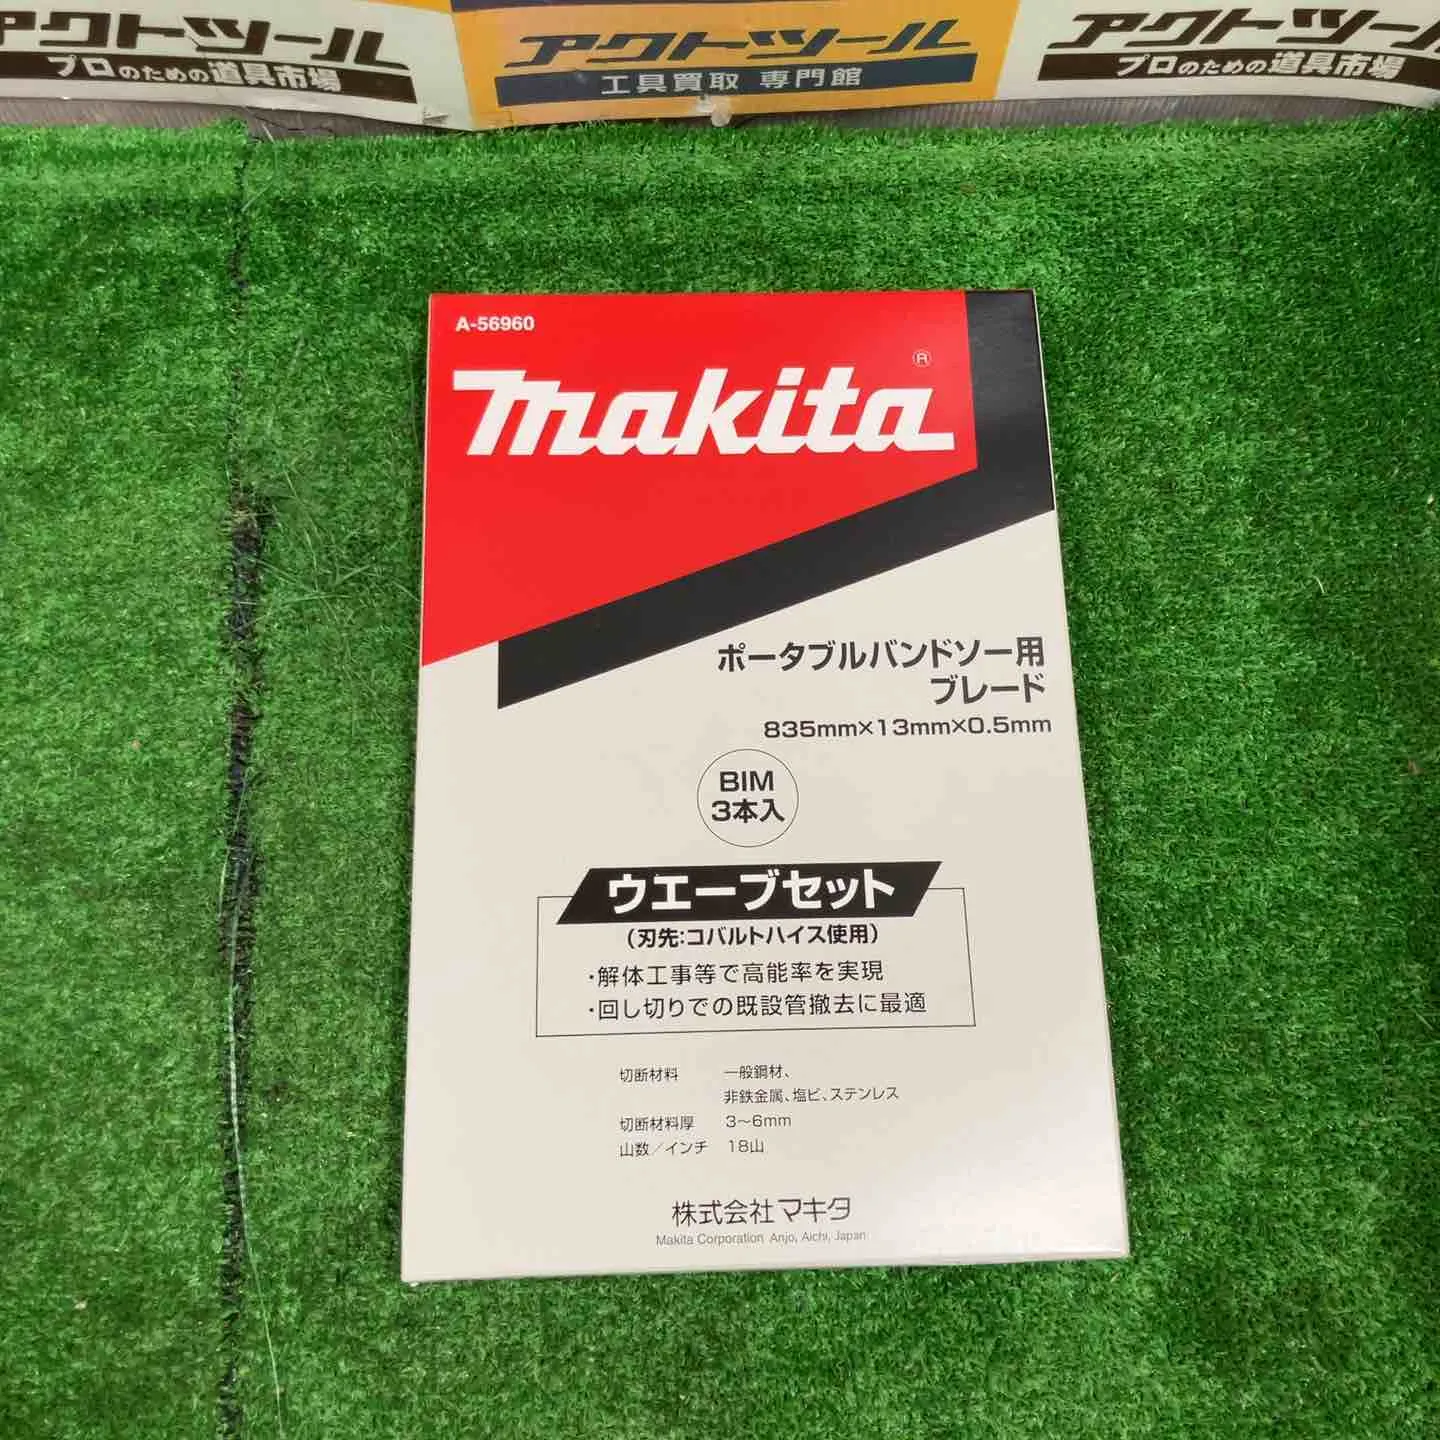 アクトツール
プロのための道具市場
アクトツール
工具買取 専門館
アクトツール
プロのための道具市場
A-56960
makita®
ポータブルバンドソー用
ブレード
835mm×13mm×0.5mm
BIM
3本入
ウエーブセット
(刃先:コバルトハイス使用)
・解体工事等で高能率を実現
・回し切りでの既設管撤去に最適
切断材料 一般鋼材、
非鉄金属、塩ビ、ステンレス
切断材料厚 3〜6mm
山数/インチ 18山
株式会社マキタ
Makita Corporation Anjo, Aichi, Japan